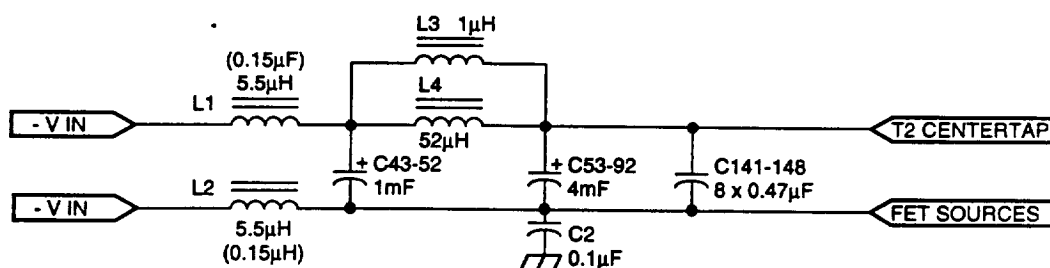 L3 1μH
(0.15μF)
5.5μH
L1
L4
- V IN
52μH
T2 CENTERTAP
+ C43-52
1mF
+ C53-92
4mF
C141-148
8 x 0.47μF
L2
- V IN
FET SOURCES
5.5μH
(0.15μH)
C2
0.1μF